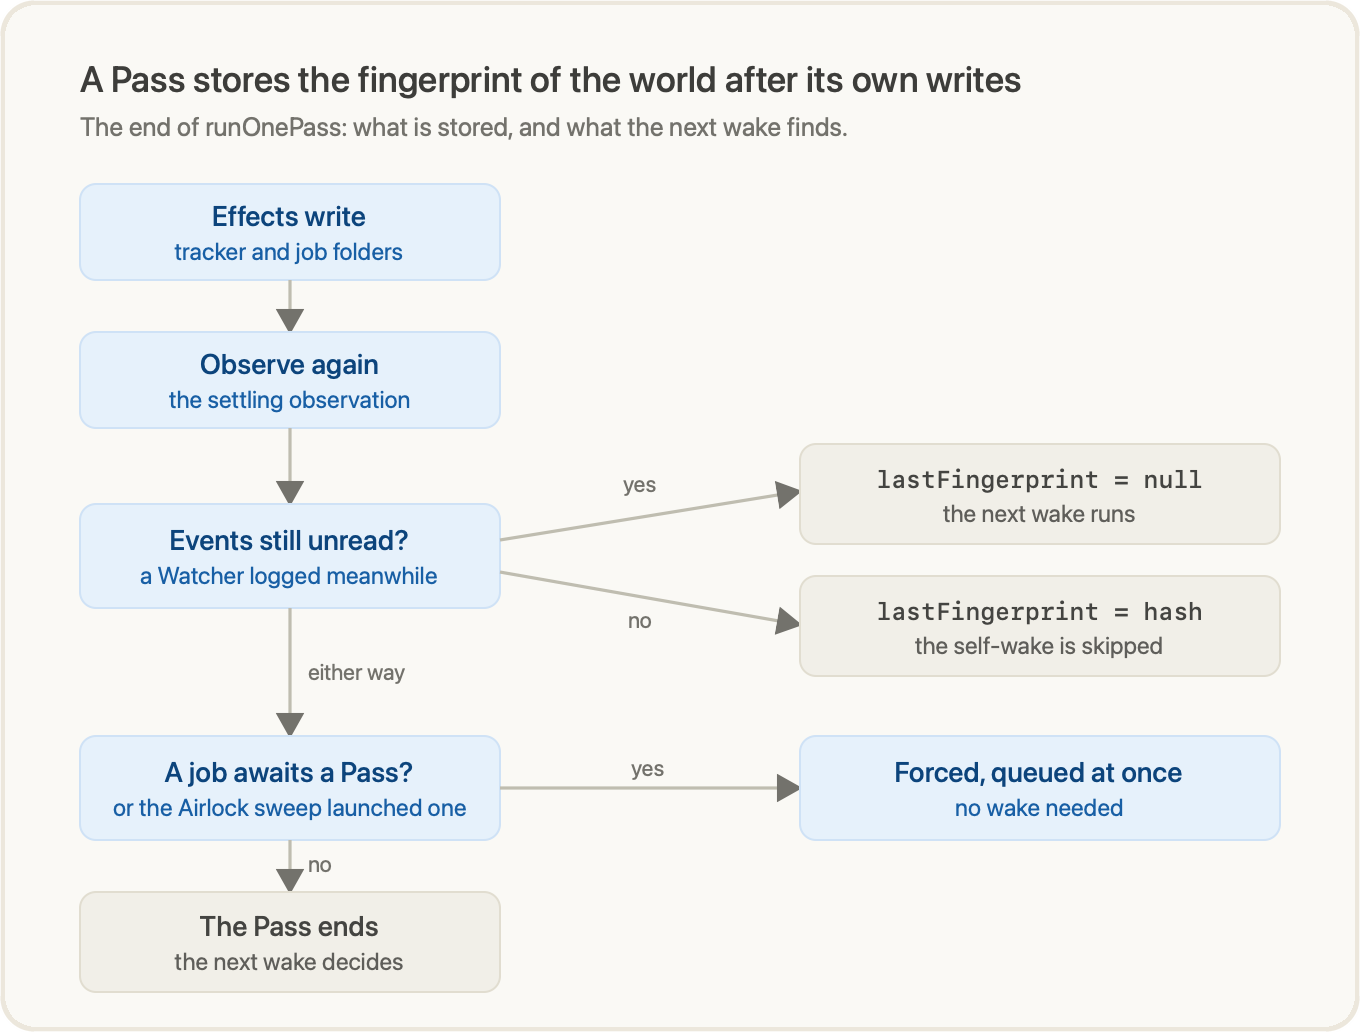 A Pass stores the fingerprint of the world after its own writes
The end of runOnePass: what is stored, and what the next wake finds.
Effects write
tracker and job folders
Observe again
the settling observation
Events still unread?
a Watcher logged meanwhile
yes
lastFingerprint = null
the next wake runs
no
lastFingerprint = hash
the self-wake is skipped
either way
A job awaits a Pass?
or the Airlock sweep launched one
yes
Forced, queued at once
no wake needed
no
The Pass ends
the next wake decides